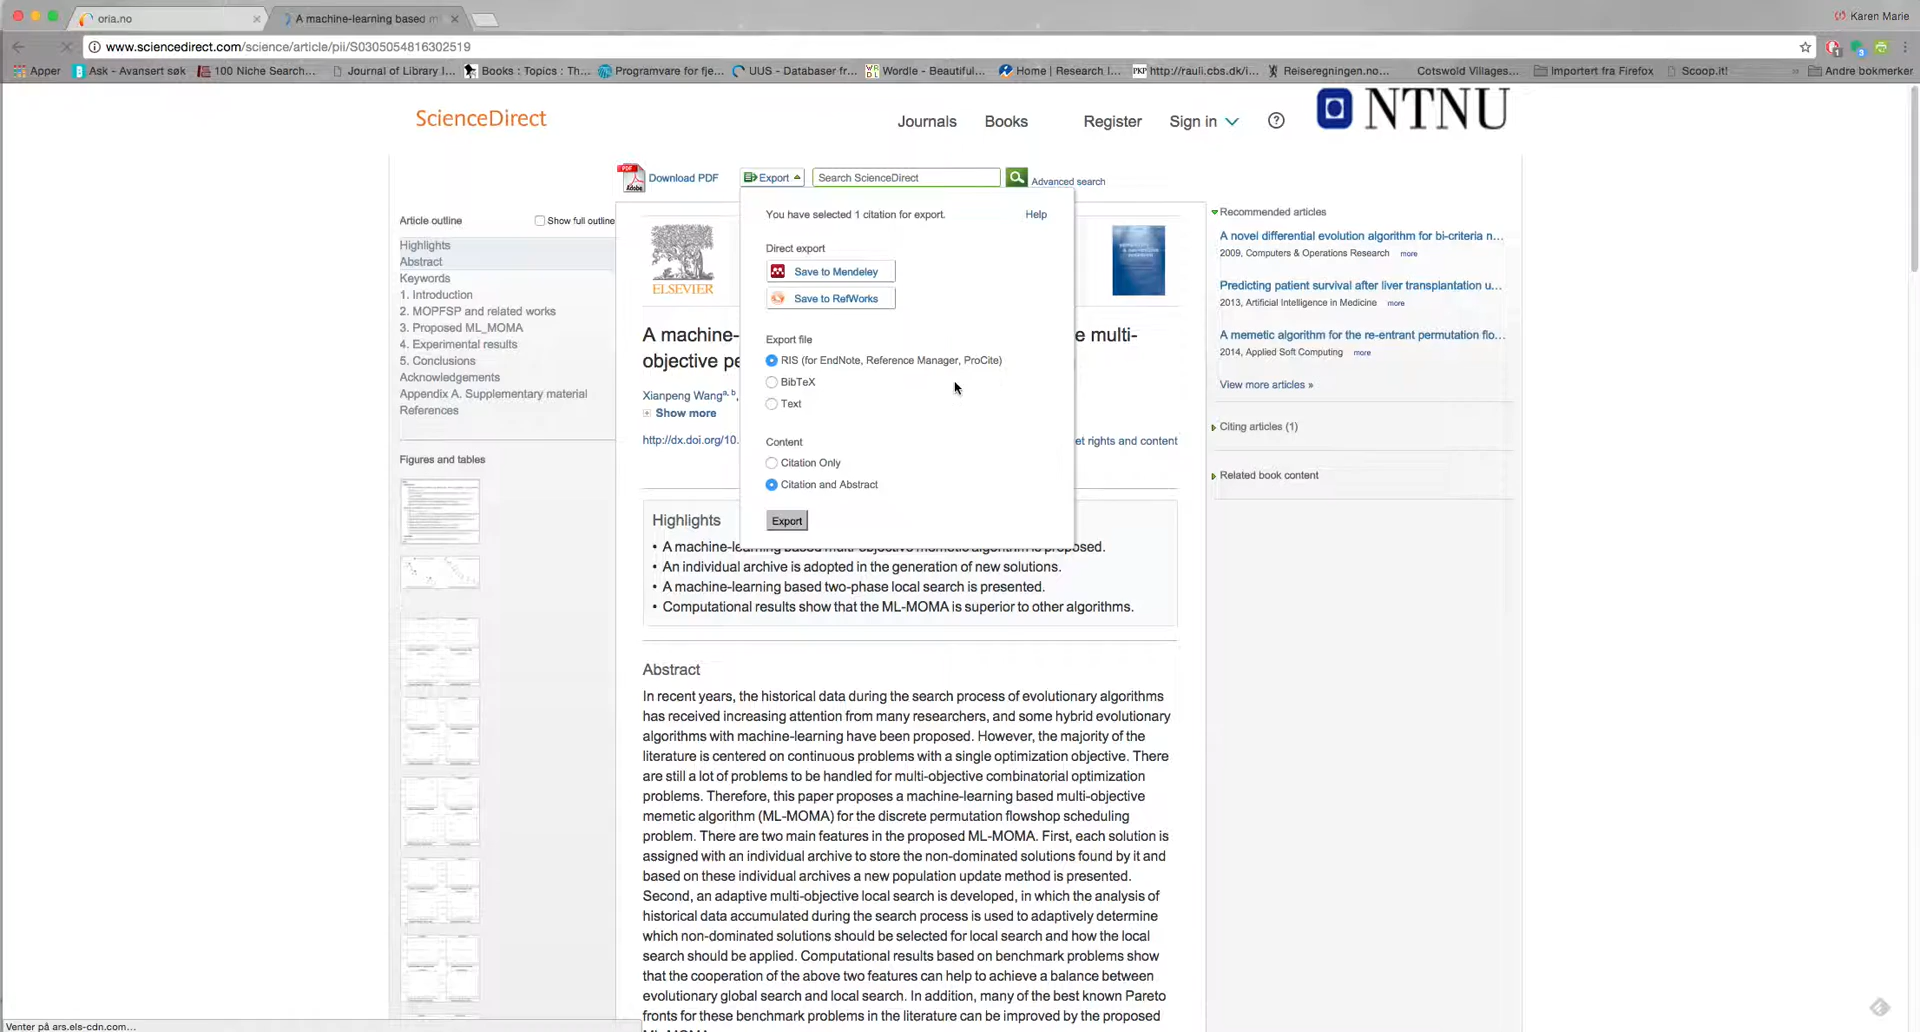 oria.no
A machine-learning based m
Karen Marie
www.sciencedirect.com/science/article/pii/S0305054816302519
Apper
Ask - Avansert søk
100 Niche Search...
Journal of Library I...
Books : Topics : Th...
Programvare for fje...
UUS - Databaser fr...
Wordle - Beautiful...
Home | Research I...
http://rauli.cbs.dk/i...
Reiseregningen.no...
Cotswold Villages...
Importert fra Firefox
Scoop.it!
»
Andre bokmerker
ScienceDirect
Journals
Books
Register
Sign in
?
NTNU
PDF
Adobe
Download PDF
Export
Search ScienceDirect
Advanced search
Article outline
Show full outline
Highlights
Abstract
Keywords
1. Introduction
2. MOPFSP and related works
3. Proposed ML_MOMA
4. Experimental results
5. Conclusions
Acknowledgements
Appendix A. Supplementary material
References
Figures and tables
ELSEVIER
You have selected 1 citation for export.
Help
Direct export
Save to Mendeley
Save to RefWorks
Export file
RIS (for EndNote, Reference Manager, ProCite)
BibTeX
Text
Content
Citation Only
Citation and Abstract
Export
A machine-
e multi-
objective pe
Xianpeng Wang a, b,
Show more
http://dx.doi.org/10.
et rights and content
Highlights
• A machine-learning based multi-objective memetic algorithm is proposed.
• An individual archive is adopted in the generation of new solutions.
• A machine-learning based two-phase local search is presented.
• Computational results show that the ML-MOMA is superior to other algorithms.
Abstract
In recent years, the historical data during the search process of evolutionary algorithms
has received increasing attention from many researchers, and some hybrid evolutionary
algorithms with machine-learning have been proposed. However, the majority of the
literature is centered on continuous problems with a single optimization objective. There
are still a lot of problems to be handled for multi-objective combinatorial optimization
problems. Therefore, this paper proposes a machine-learning based multi-objective
memetic algorithm (ML-MOMA) for the discrete permutation flowshop scheduling
problem. There are two main features in the proposed ML-MOMA. First, each solution is
assigned with an individual archive to store the non-dominated solutions found by it and
based on these individual archives a new population update method is presented.
Second, an adaptive multi-objective local search is developed, in which the analysis of
historical data accumulated during the search process is used to adaptively determine
which non-dominated solutions should be selected for local search and how the local
search should be applied. Computational results based on benchmark problems show
that the cooperation of the above two features can help to achieve a balance between
evolutionary global search and local search. In addition, many of the best known Pareto
fronts for these benchmark problems in the literature can be improved by the proposed
ML-MOMA.
Recommended articles
A novel differential evolution algorithm for bi-criteria n...
2009, Computers & Operations Research more
Predicting patient survival after liver transplantation u...
2013, Artificial Intelligence in Medicine more
A memetic algorithm for the re-entrant permutation flo...
2014, Applied Soft Computing more
View more articles »
Citing articles (1)
Related book content
Venter på ars.els-cdn.com...